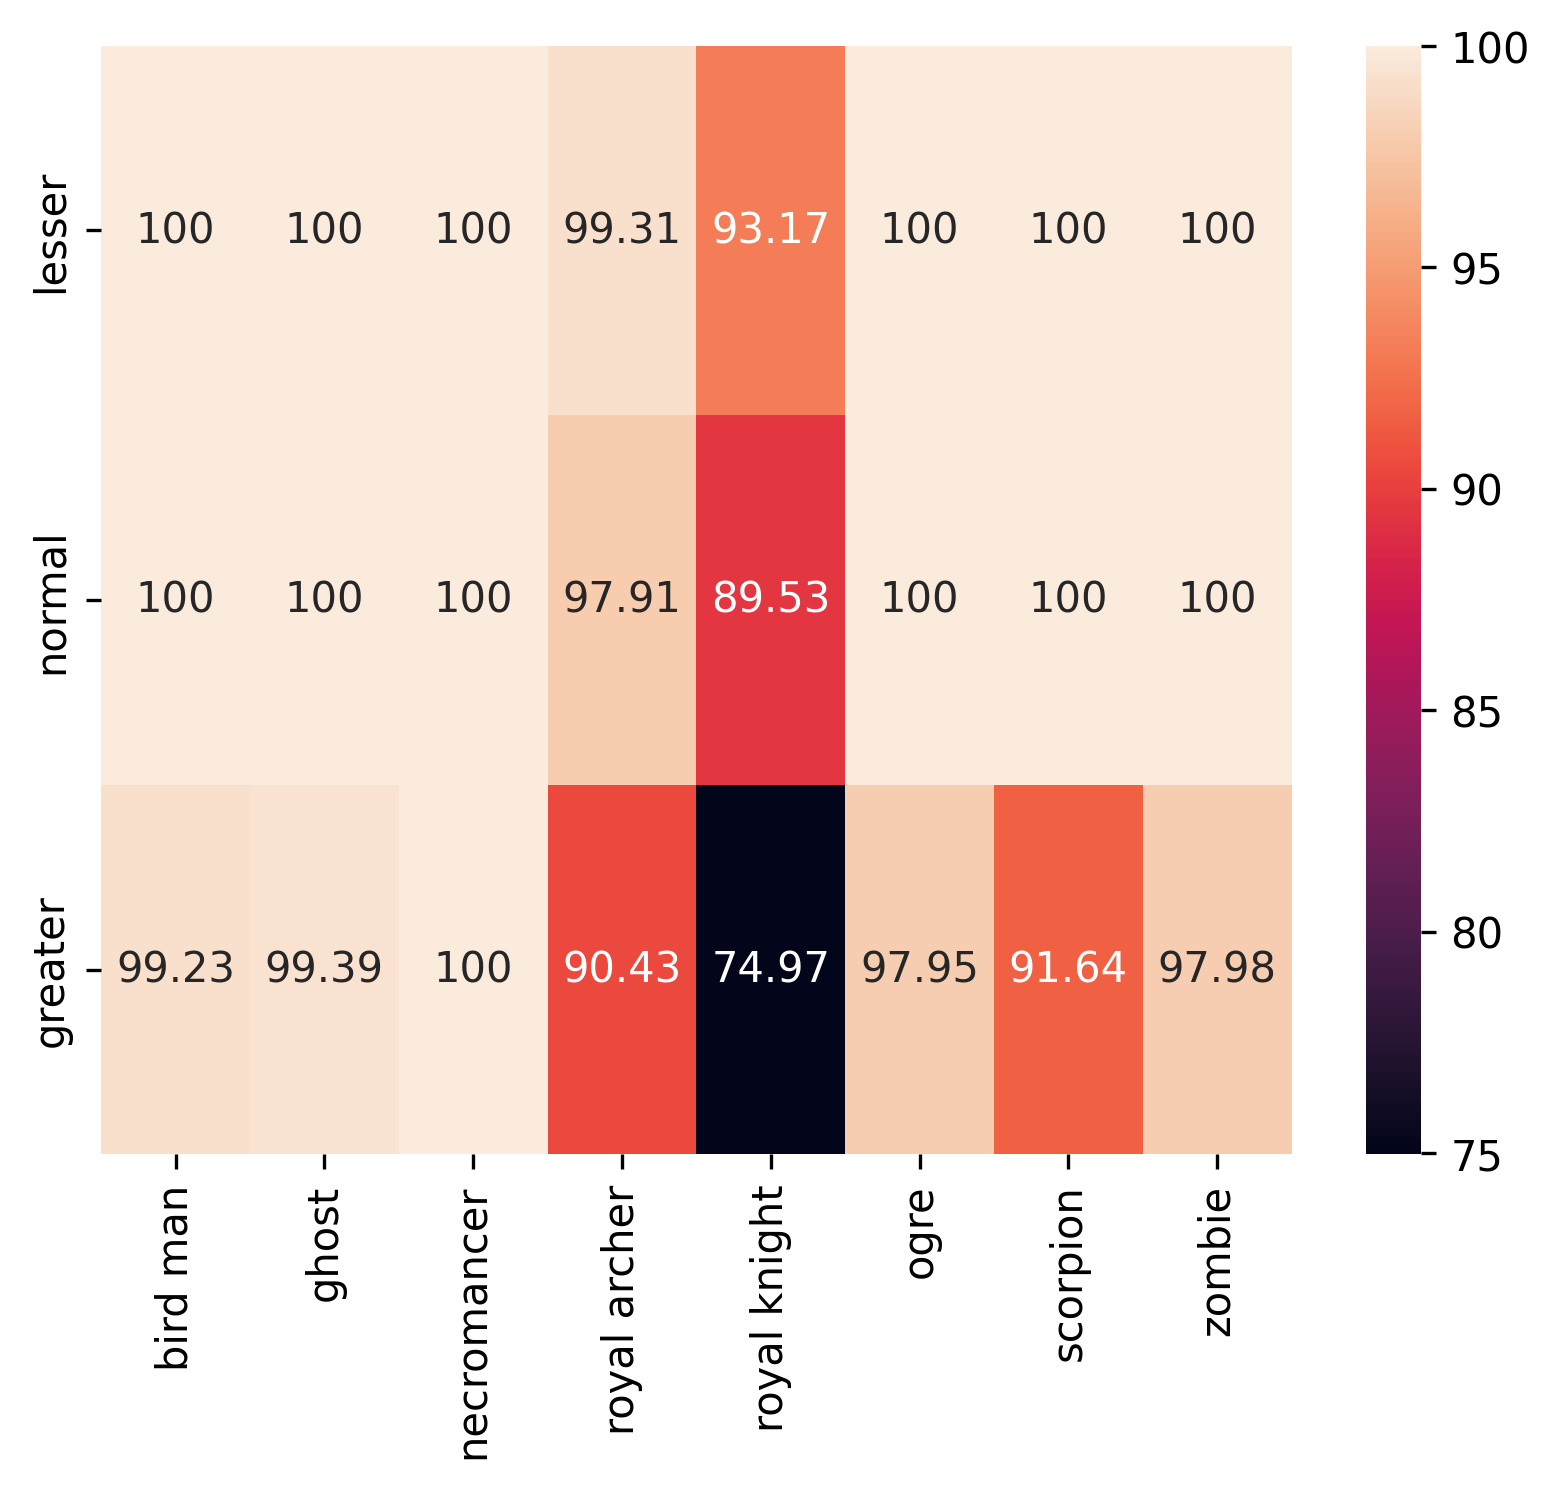 100
lesser 100 100 100 99.31 93.17 100 100 100
95
90
normal 100 100 100 97.91 89.53 100 100 100
85
80
greater 99.23 99.39 100 90.43 74.97 97.95 91.64 97.98
75
bird man
ghost
necromancer
royal archer
royal knight
ogre
scorpion
zombie